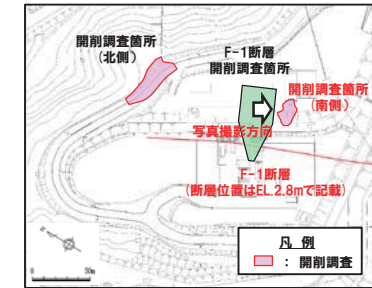 開削調査箇所
(北側)
F-1断層
開削調査箇所
開削調査箇所
(南側)
写真撮影方向
F-1断層
(断層位置はEL.2.8mで記載)
凡 例
: 開削調査
0
50m